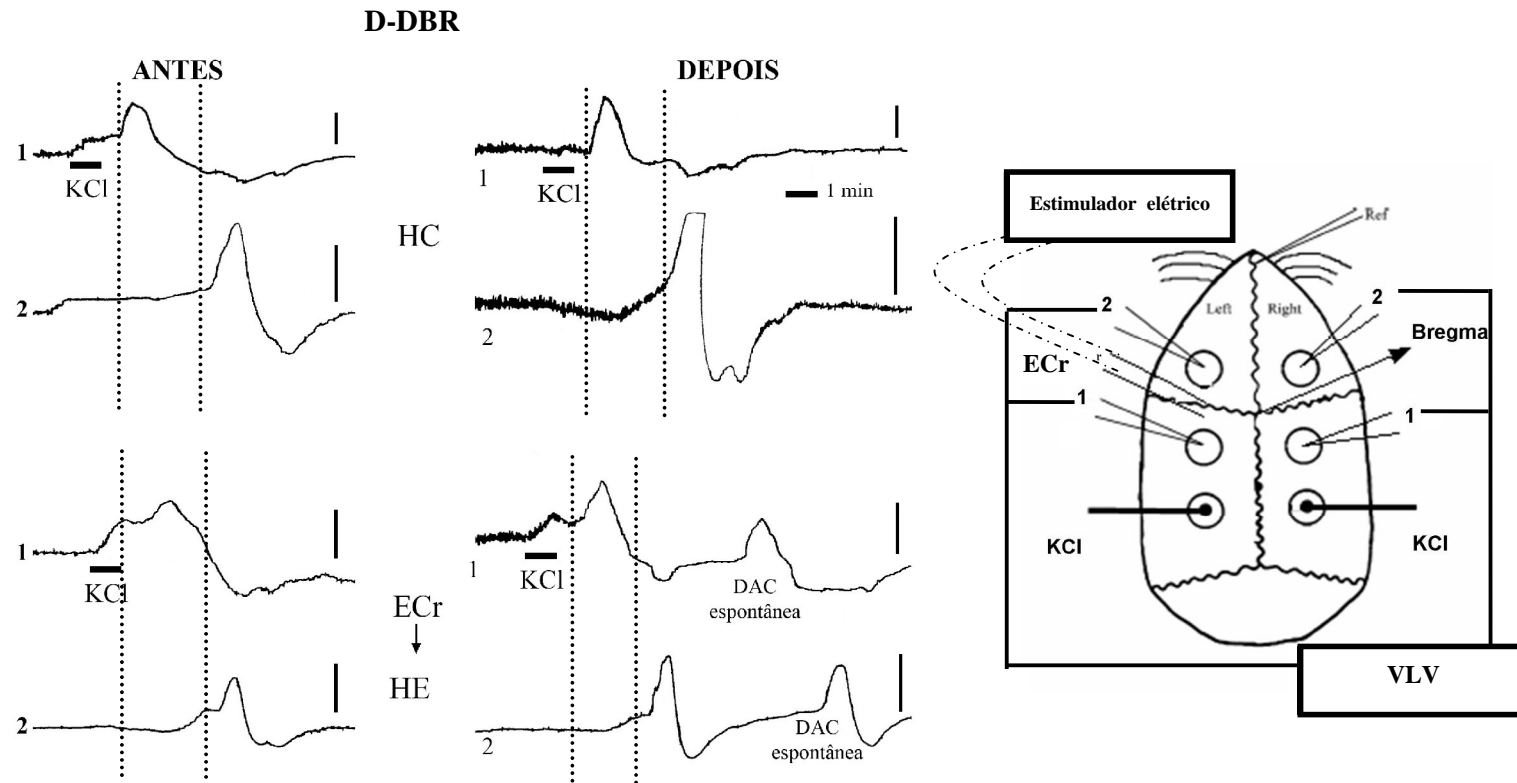 D-DBR
ANTES
DEPOIS
1
KCl
1
KCl
1 min
HC
2
2
1
KCl
1
KCl
DAC
espontânea
ECr
HE
2
2
DAC
espontânea
Estimulador elétrico
Ref
Left
Right
2
2
Bregma
ECr
1
1
KCl
KCl
VLV